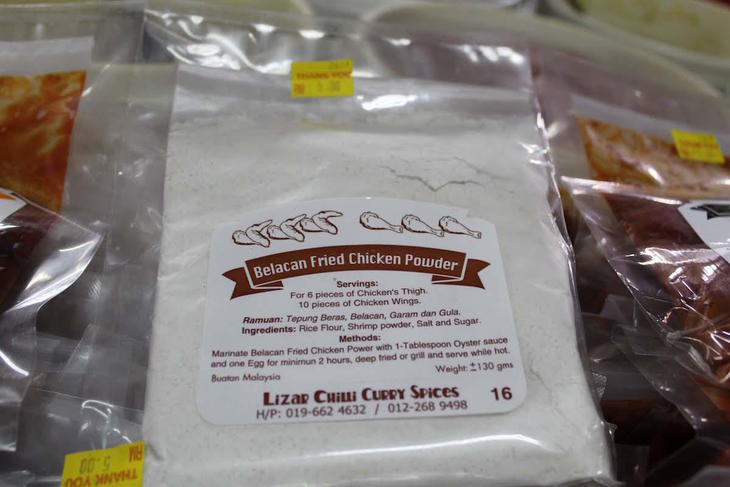 THANK YOU
RM 5.00
Belacan Fried Chicken Powder
Servings:
For 6 pieces of Chicken's Thigh.
10 pieces of Chicken Wings.
Ramuan: Tepung Beras, Belacan, Garam dan Gula.
Ingredients: Rice Flour, Shrimp powder, Salt and Sugar.
Methods:
Marinate Belacan Fried Chicken Power with 1-Tablespoon Oyster sauce
and one Egg for minimun 2 hours, deep fried or grill and serve while hot.
Weight: ±130 gms
Buatan Malaysia
Lizar Chilli Curry Spices 16
H/P: 019-662 4632 / 012-268 9498
THANK YOU
RM 5.00